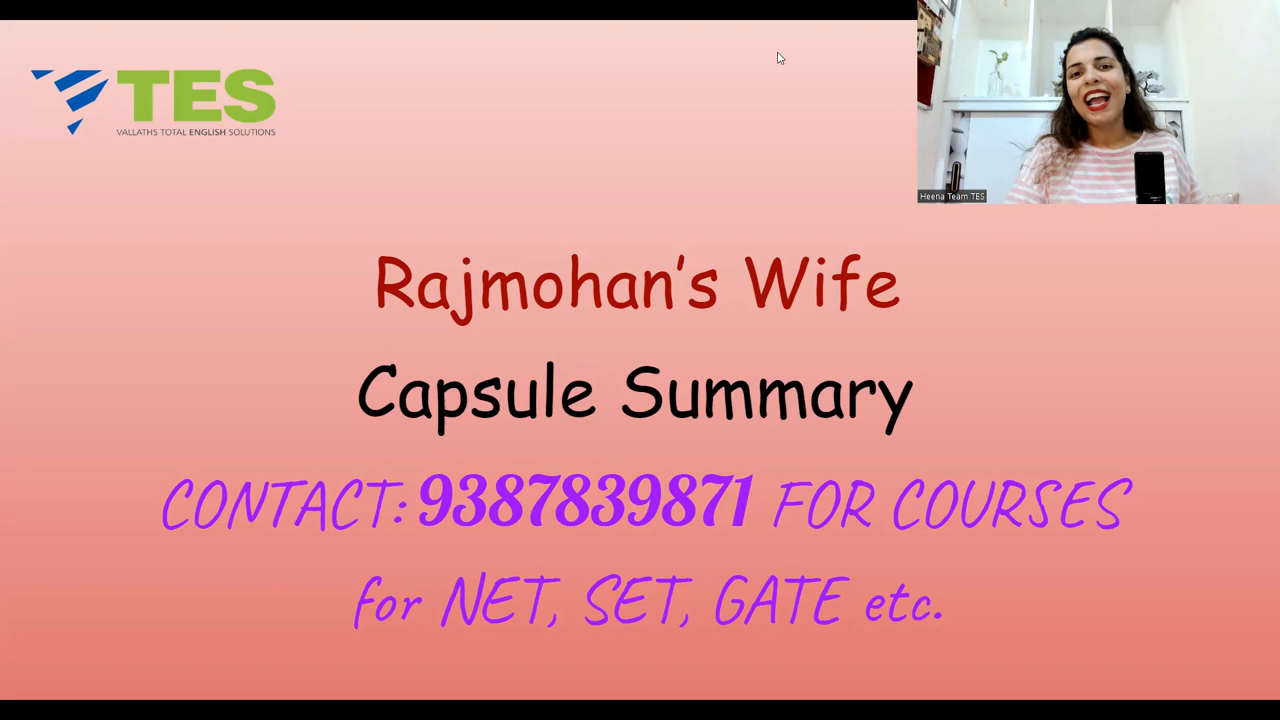 TES
VALLATHS TOTAL ENGLISH SOLUTIONS
Heena Team TES
Rajmohan's Wife
Capsule Summary
CONTACT: 9387839871 FOR COURSES
for NET, SET, GATE etc.